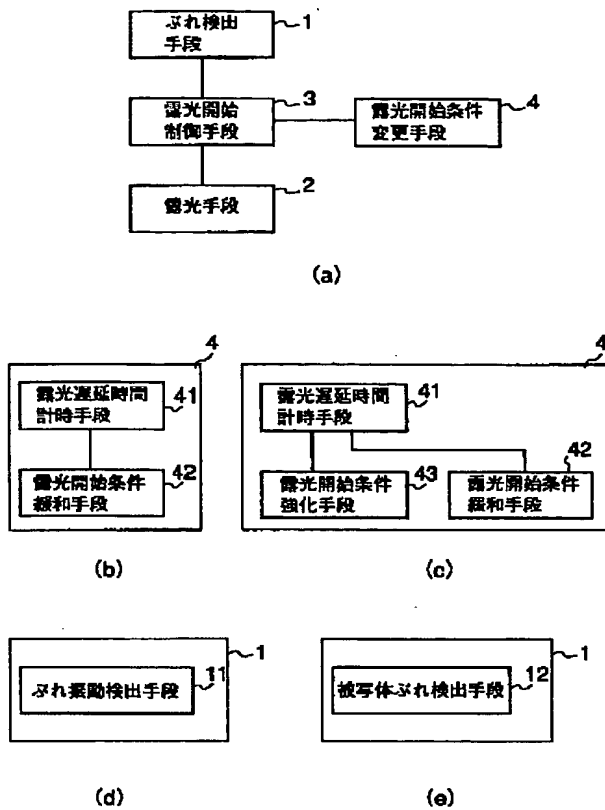 1
ぶれ検出
手段
3
露光開始
制御手段
4
露光開始条件
変更手段
2
露光手段
(a)
4
露光遅延時間
計時手段
41
露光開始条件
緩和手段
42
(b)
4
露光遅延時間
計時手段
41
露光開始条件
強化手段
43
露光開始条件
緩和手段
42
(c)
1
ぶれ振動検出手段
11
(d)
1
被写体ぶれ検出手段
12
(e)